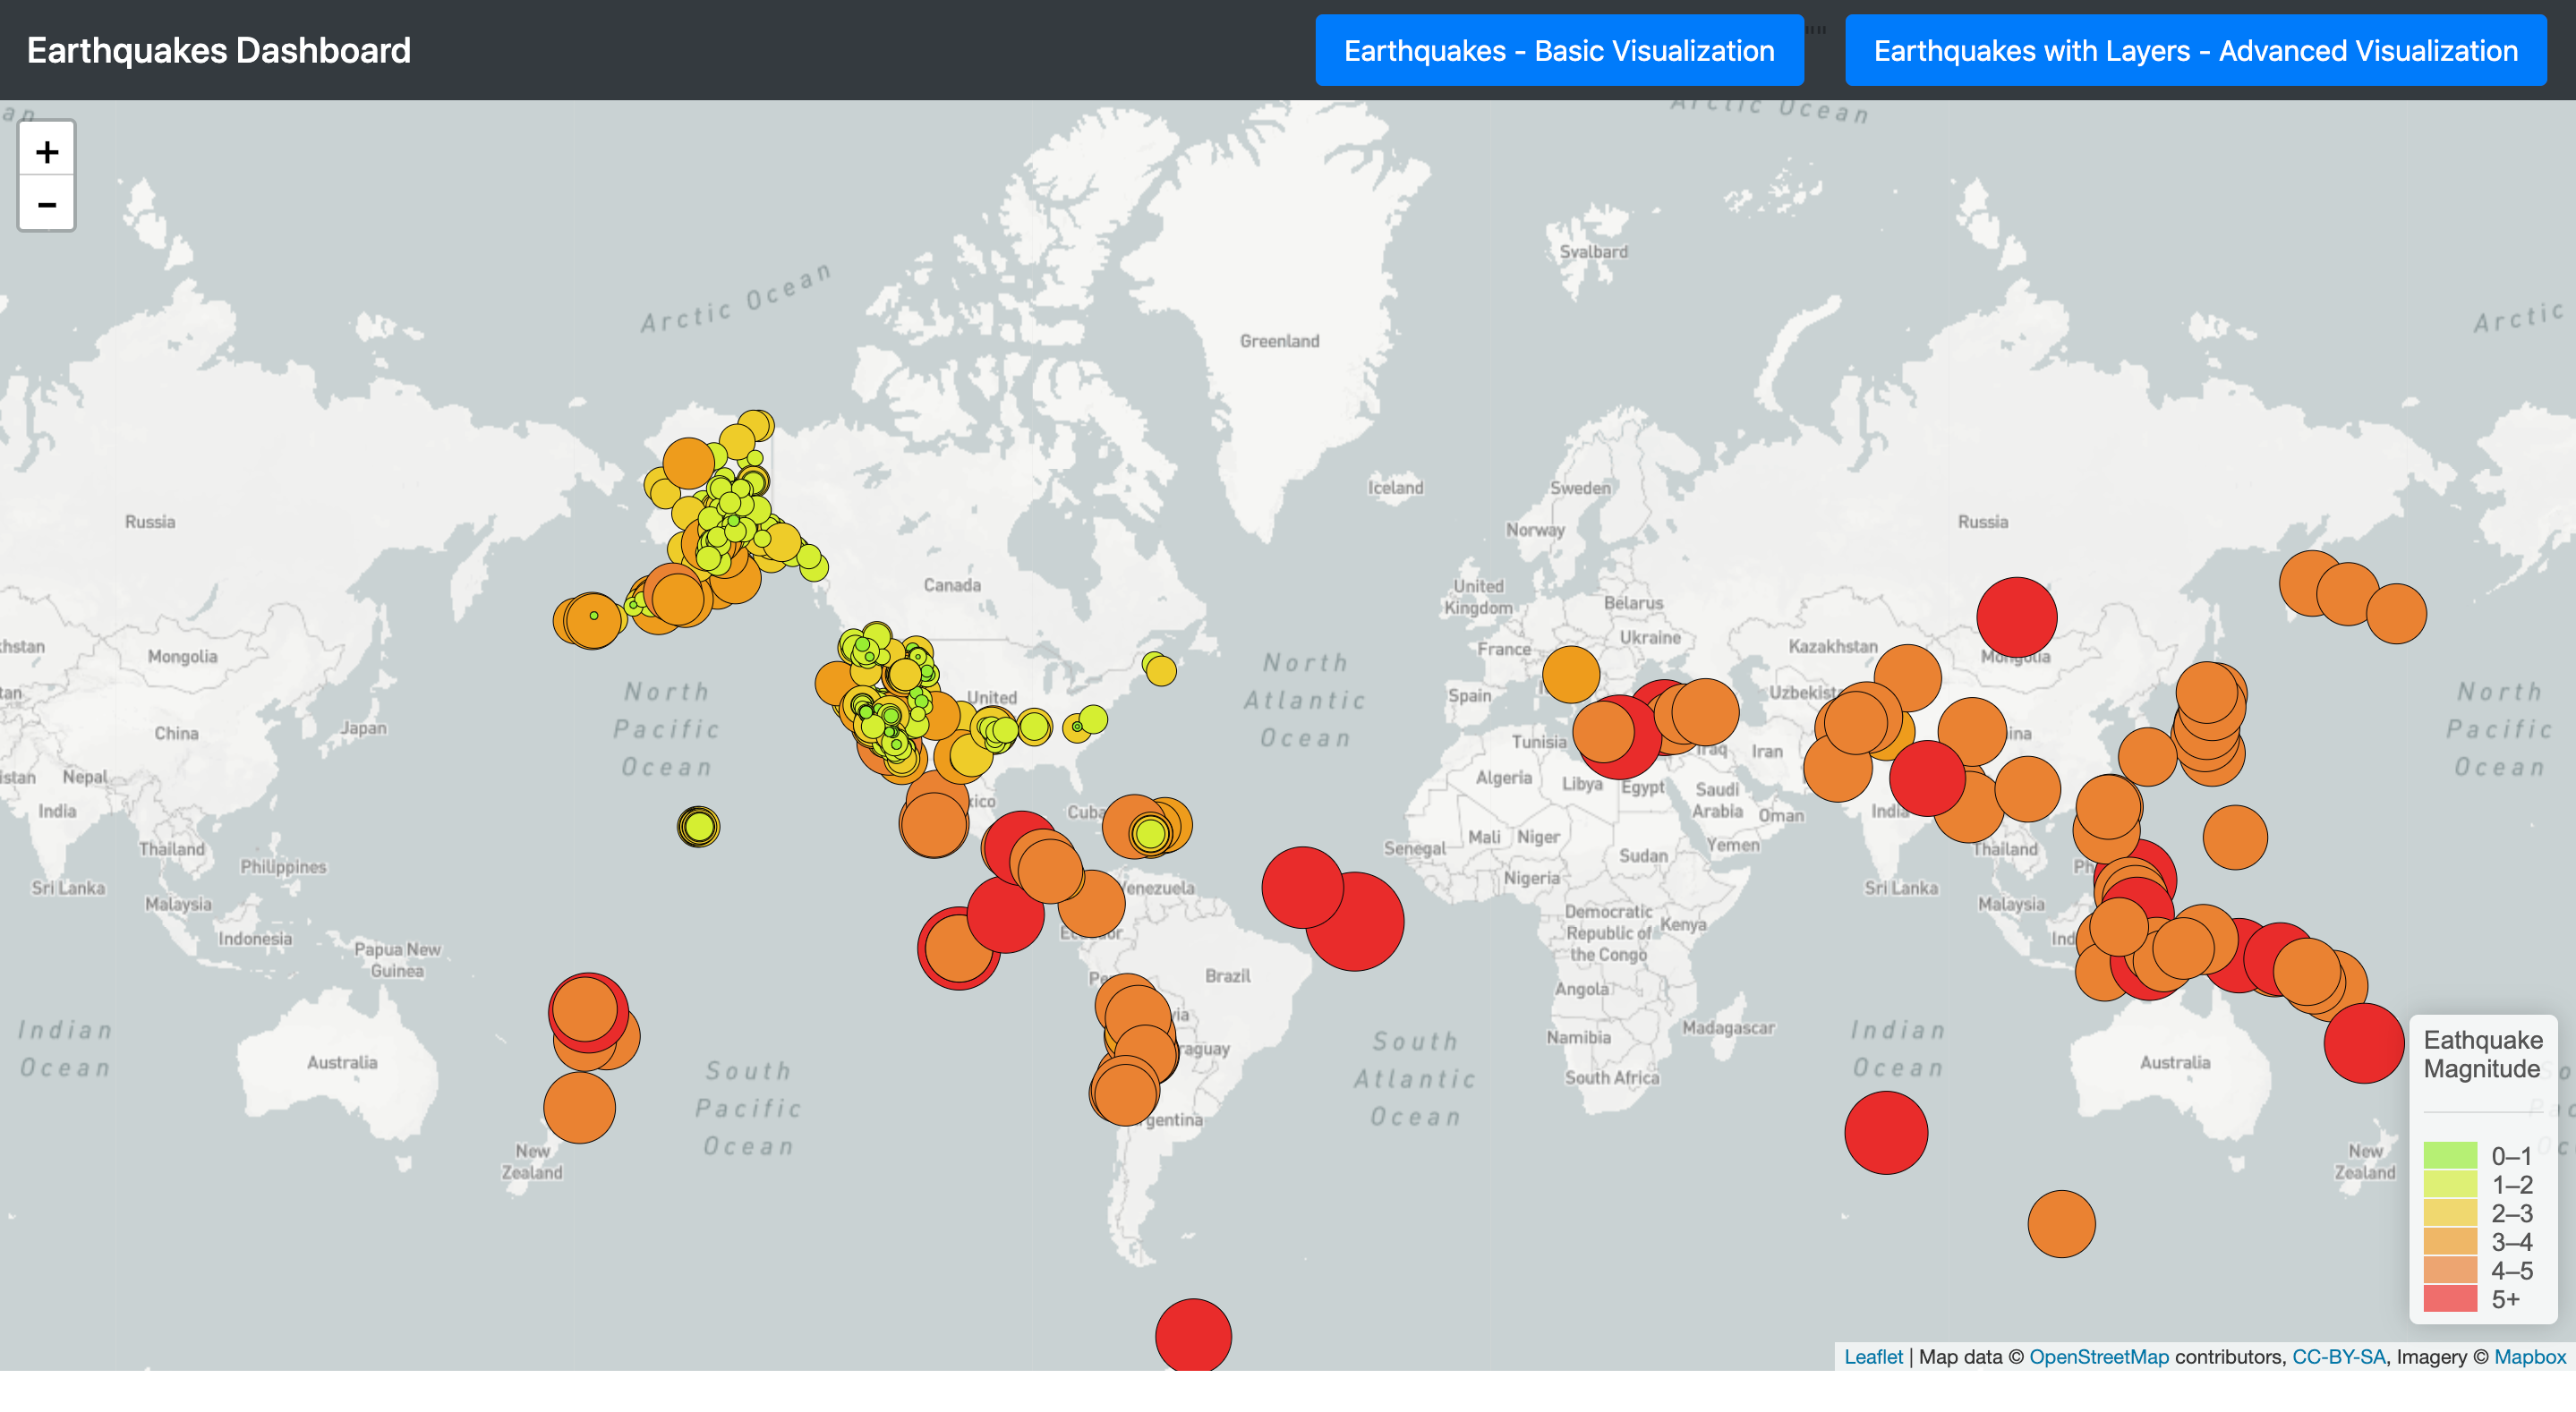 Earthquakes Dashboard
Earthquakes - Basic Visualization
Earthquakes with Layers - Advanced Visualization
+
−
Arctic Ocean
Svalbard
Arctic Ocean
Arctic
Greenland
Iceland
Sweden
Norway
Russia
Russia
Canada
United
Kingdom
Belarus
Ukraine
France
Kazakhstan
Mongolia
Mongolia
North
Pacific
Ocean
United
North
Atlantic
Ocean
Spain
Uzbekist
North
Pacific
Ocean
China
Japan
Tunisia
Iraq
Iran
ina
istan
Nepal
Algeria
Libya
Egypt
Saudi
Arabia
Oman
India
India
xico
Cuba
Mali
Niger
Thailand
Philippines
Senegal
Sudan
Yemen
Thailand
Ph
Sri Lanka
Malaysia
Venezuela
Nigeria
Sri Lanka
Malaysia
Indonesia
Papua New
Guinea
Democratic
Republic of
the Congo
Kenya
Ind
Brazil
Angola
Indian
Ocean
Australia
South
Pacific
Ocean
raguay
South
Atlantic
Ocean
Namibia
Madagascar
South Africa
Indian
Ocean
Australia
New
Zealand
rgentina
New
Zealand
Eathquake
Magnitude
0–1
1–2
2–3
3–4
4–5
5+
Leaflet | Map data © OpenStreetMap contributors, CC-BY-SA, Imagery © Mapbox